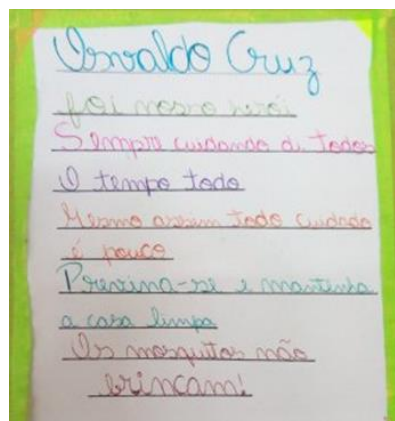 Osvaldo Cruz
foi nosso herói
Sempre cuidando de todos
O tempo todo
Mesmo assim todo cuidado
é pouco
Previna-se e mantenha
a casa limpa
Os mosquitos não
brincam!